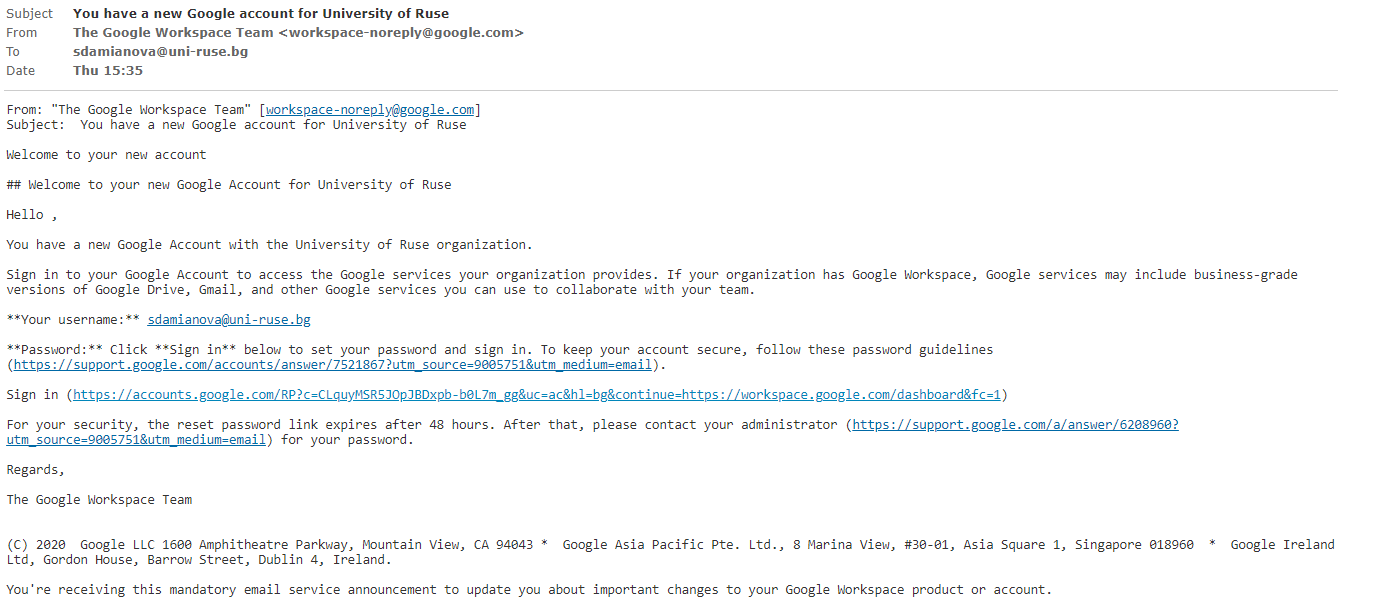 Subject You have a new Google account for University of Ruse
From The Google Workspace Team <workspace-noreply@google.com>
To sdamianova@uni-ruse.bg
Date Thu 15:35
From: "The Google Workspace Team" [workspace-noreply@google.com]
Subject:  You have a new Google account for University of Ruse
Welcome to your new account
## Welcome to your new Google Account for University of Ruse
Hello ,
You have a new Google Account with the University of Ruse organization.
Sign in to your Google Account to access the Google services your organization provides. If your organization has Google Workspace, Google services may include business-grade
versions of Google Drive, Gmail, and other Google services you can use to collaborate with your team.
**Your username:** sdamianova@uni-ruse.bg
**Password:** Click **Sign in** below to set your password and sign in. To keep your account secure, follow these password guidelines
(https://support.google.com/accounts/answer/7521867?utm_source=9005751&utm_medium=email).
Sign in (https://accounts.google.com/RP?c=CLquyMSR5JOpJBDxpb-b0L7m_gg&uc=ac&hl=bg&continue=https://workspace.google.com/dashboard&fc=1)
For your security, the reset password link expires after 48 hours. After that, please contact your administrator (https://support.google.com/a/answer/6208960?
utm_source=9005751&utm_medium=email) for your password.
Regards,
The Google Workspace Team
(C) 2020  Google LLC 1600 Amphitheatre Parkway, Mountain View, CA 94043 *  Google Asia Pacific Pte. Ltd., 8 Marina View, #30-01, Asia Square 1, Singapore 018960  *  Google Ireland
Ltd, Gordon House, Barrow Street, Dublin 4, Ireland.
You're receiving this mandatory email service announcement to update you about important changes to your Google Workspace product or account.